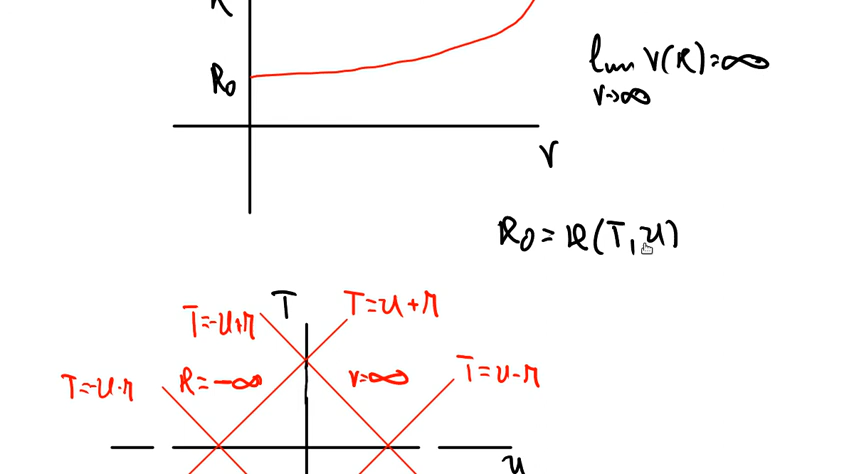 R
R₀
lim V(R)=∞
V→∞
V
R₀=R(T,u)
T
T=-u+π
T=u+π
T=-u-π
R=-∞
V=∞
T=u-π
u